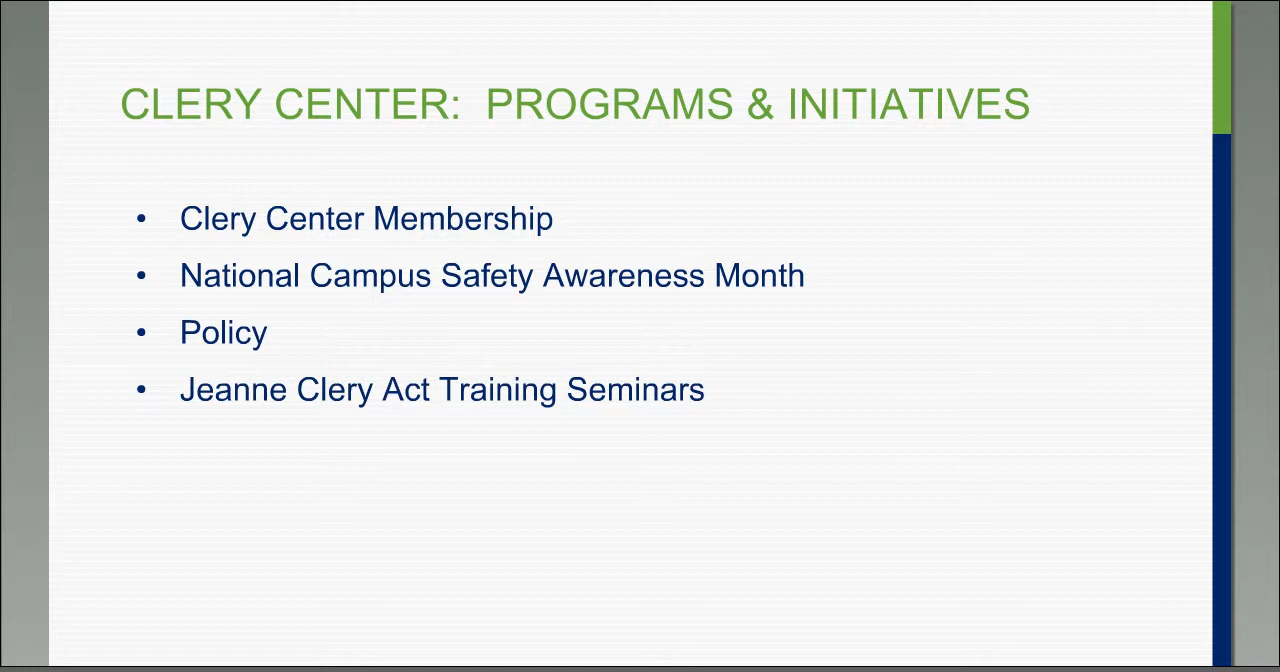 CLERY CENTER:  PROGRAMS & INITIATIVES
• Clery Center Membership
• National Campus Safety Awareness Month
• Policy
• Jeanne Clery Act Training Seminars